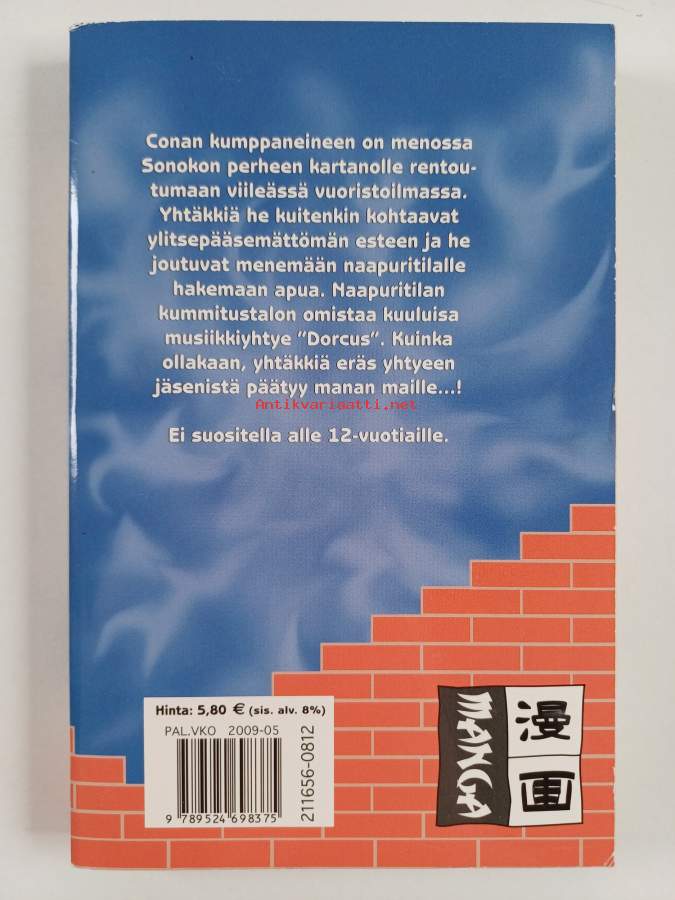 Conan kumppaneineen on menossa
Sonokon perheen kartanolle rentou-
tumaan viileässä vuoristoilmassa.
Yhtäkkiä he kuitenkin kohtaavat
ylitsepääsemättömän esteen ja he
joutuvat menemään naapuritilalle
hakemaan apua. Naapuritilan
kummitustalon omistaa kuuluisa
musiikkiyhtye ”Dorcus”. Kuinka
ollakaan, yhtäkkiä eräs yhtyeen
jäsenistä päätyy manan maille...!
Antikvariaatti.net
Ei suositella alle 12-vuotiaille.
Hinta: 5,80 € (sis. alv. 8%)
PAL.VKO 2009-05
211656-0812
9 789524 698375
MANGA
漫画